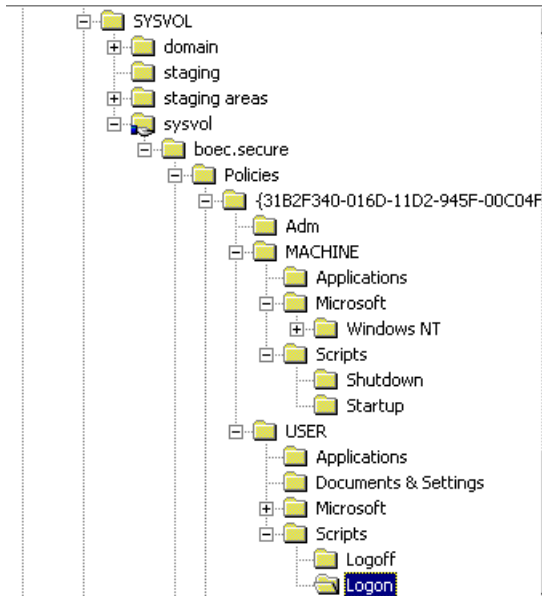 SYSVOL
domain
staging
staging areas
sysvol
boec.secure
Policies
{31B2F340-016D-11D2-945F-00C04F
Adm
MACHINE
Applications
Microsoft
Windows NT
Scripts
Shutdown
Startup
USER
Applications
Documents & Settings
Microsoft
Scripts
Logoff
Logon